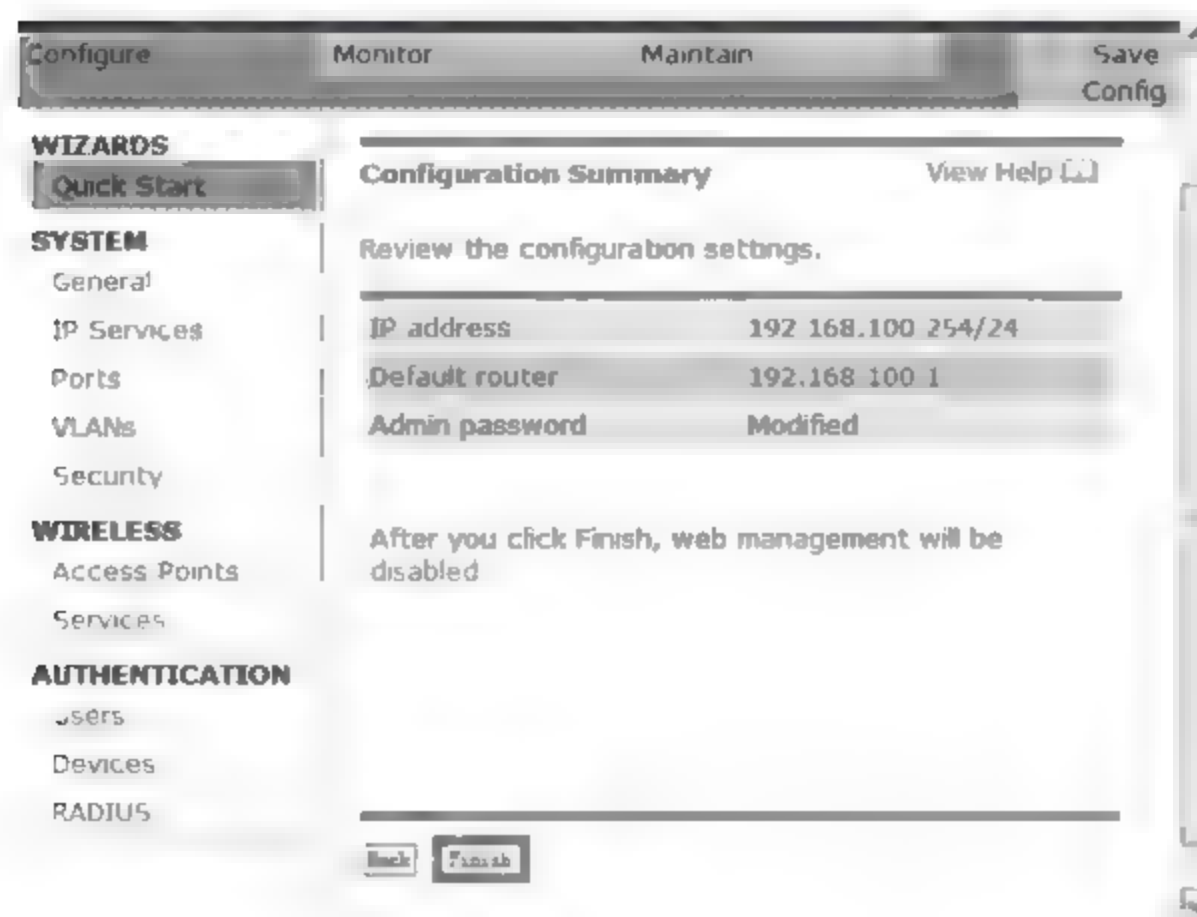 Configure Monitor Maintain Save Config
WIZARDS
Quick Start
SYSTEM
General
IP Services
Ports
VLANs
Security
WIRELESS
Access Points
Services
AUTHENTICATION
Users
Devices
RADIUS
Configuration Summary View Help
Review the configuration settings.
IP address 192 168.100 254/24
Default router 192.168 100 1
Admin password Modified
After you click Finish, web management will be
disabled
Back Finish